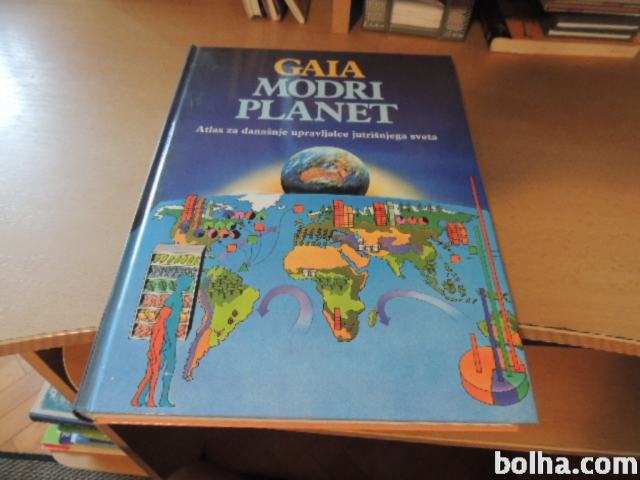 GAIA
MODRI
PLANET
Atlas za današnje upravljalce jutrišnjega sveta
bolha.com